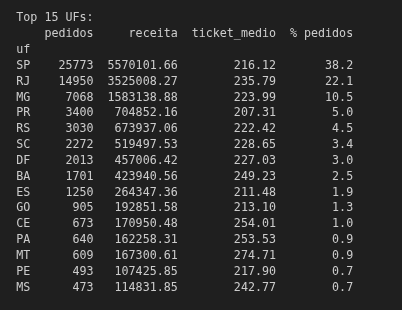 Top 15 UFs:
    pedidos     receita  ticket_medio  % pedidos
uf
SP    25773  5570101.66        216.12       38.2
RJ    14950  3525008.27        235.79       22.1
MG     7068  1583138.88        223.99       10.5
PR     3400   704852.16        207.31        5.0
RS     3030   673937.06        222.42        4.5
SC     2272   519497.53        228.65        3.4
DF     2013   457006.42        227.03        3.0
BA     1701   423940.56        249.23        2.5
ES     1250   264347.36        211.48        1.9
GO      905   192851.58        213.10        1.3
CE      673   170950.48        254.01        1.0
PA      640   162258.31        253.53        0.9
MT      609   167300.61        274.71        0.9
PE      493   107425.85        217.90        0.7
MS      473   114831.85        242.77        0.7